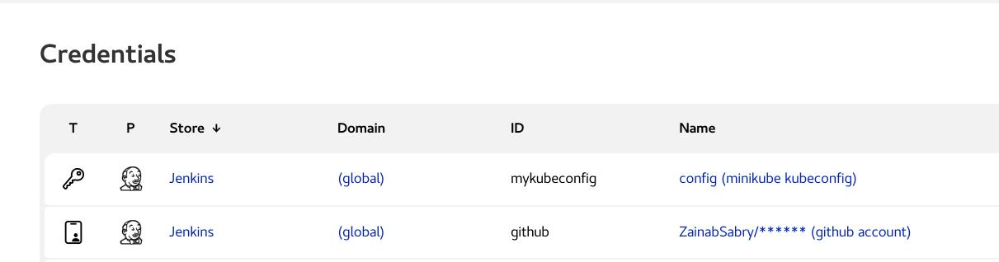 Credentials
T P Store ↓ Domain ID Name
Jenkins (global) mykubeconfig config (minikube kubeconfig)
Jenkins (global) github ZainabSabry/****** (github account)